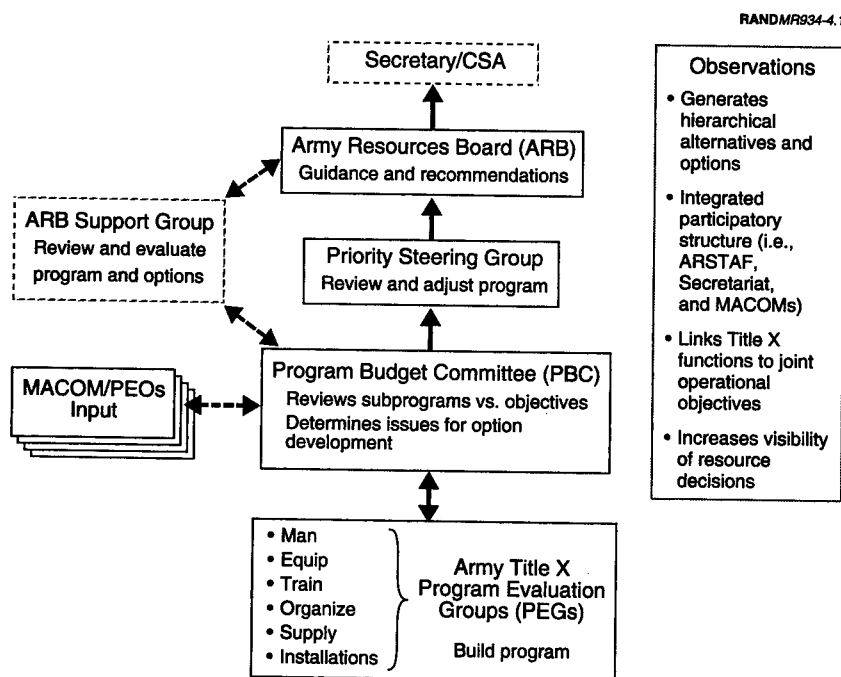 RANDMR934-4.1
Secretary/CSA
Army Resources Board (ARB)
Guidance and recommendations
ARB Support Group
Review and evaluate
program and options
Priority Steering Group
Review and adjust program
MACOM/PEOs
Input
Program Budget Committee (PBC)
Reviews subprograms vs. objectives
Determines issues for option
development
• Man
• Equip
• Train
• Organize
• Supply
• Installations
Army Title X
Program Evaluation
Groups (PEGs)
Build program
Observations
• Generates
hierarchical
alternatives and
options
• Integrated
participatory
structure (i.e.,
ARSTAF,
Secretariat,
and MACOMs)
• Links Title X
functions to joint
operational
objectives
• Increases visibility
of resource
decisions